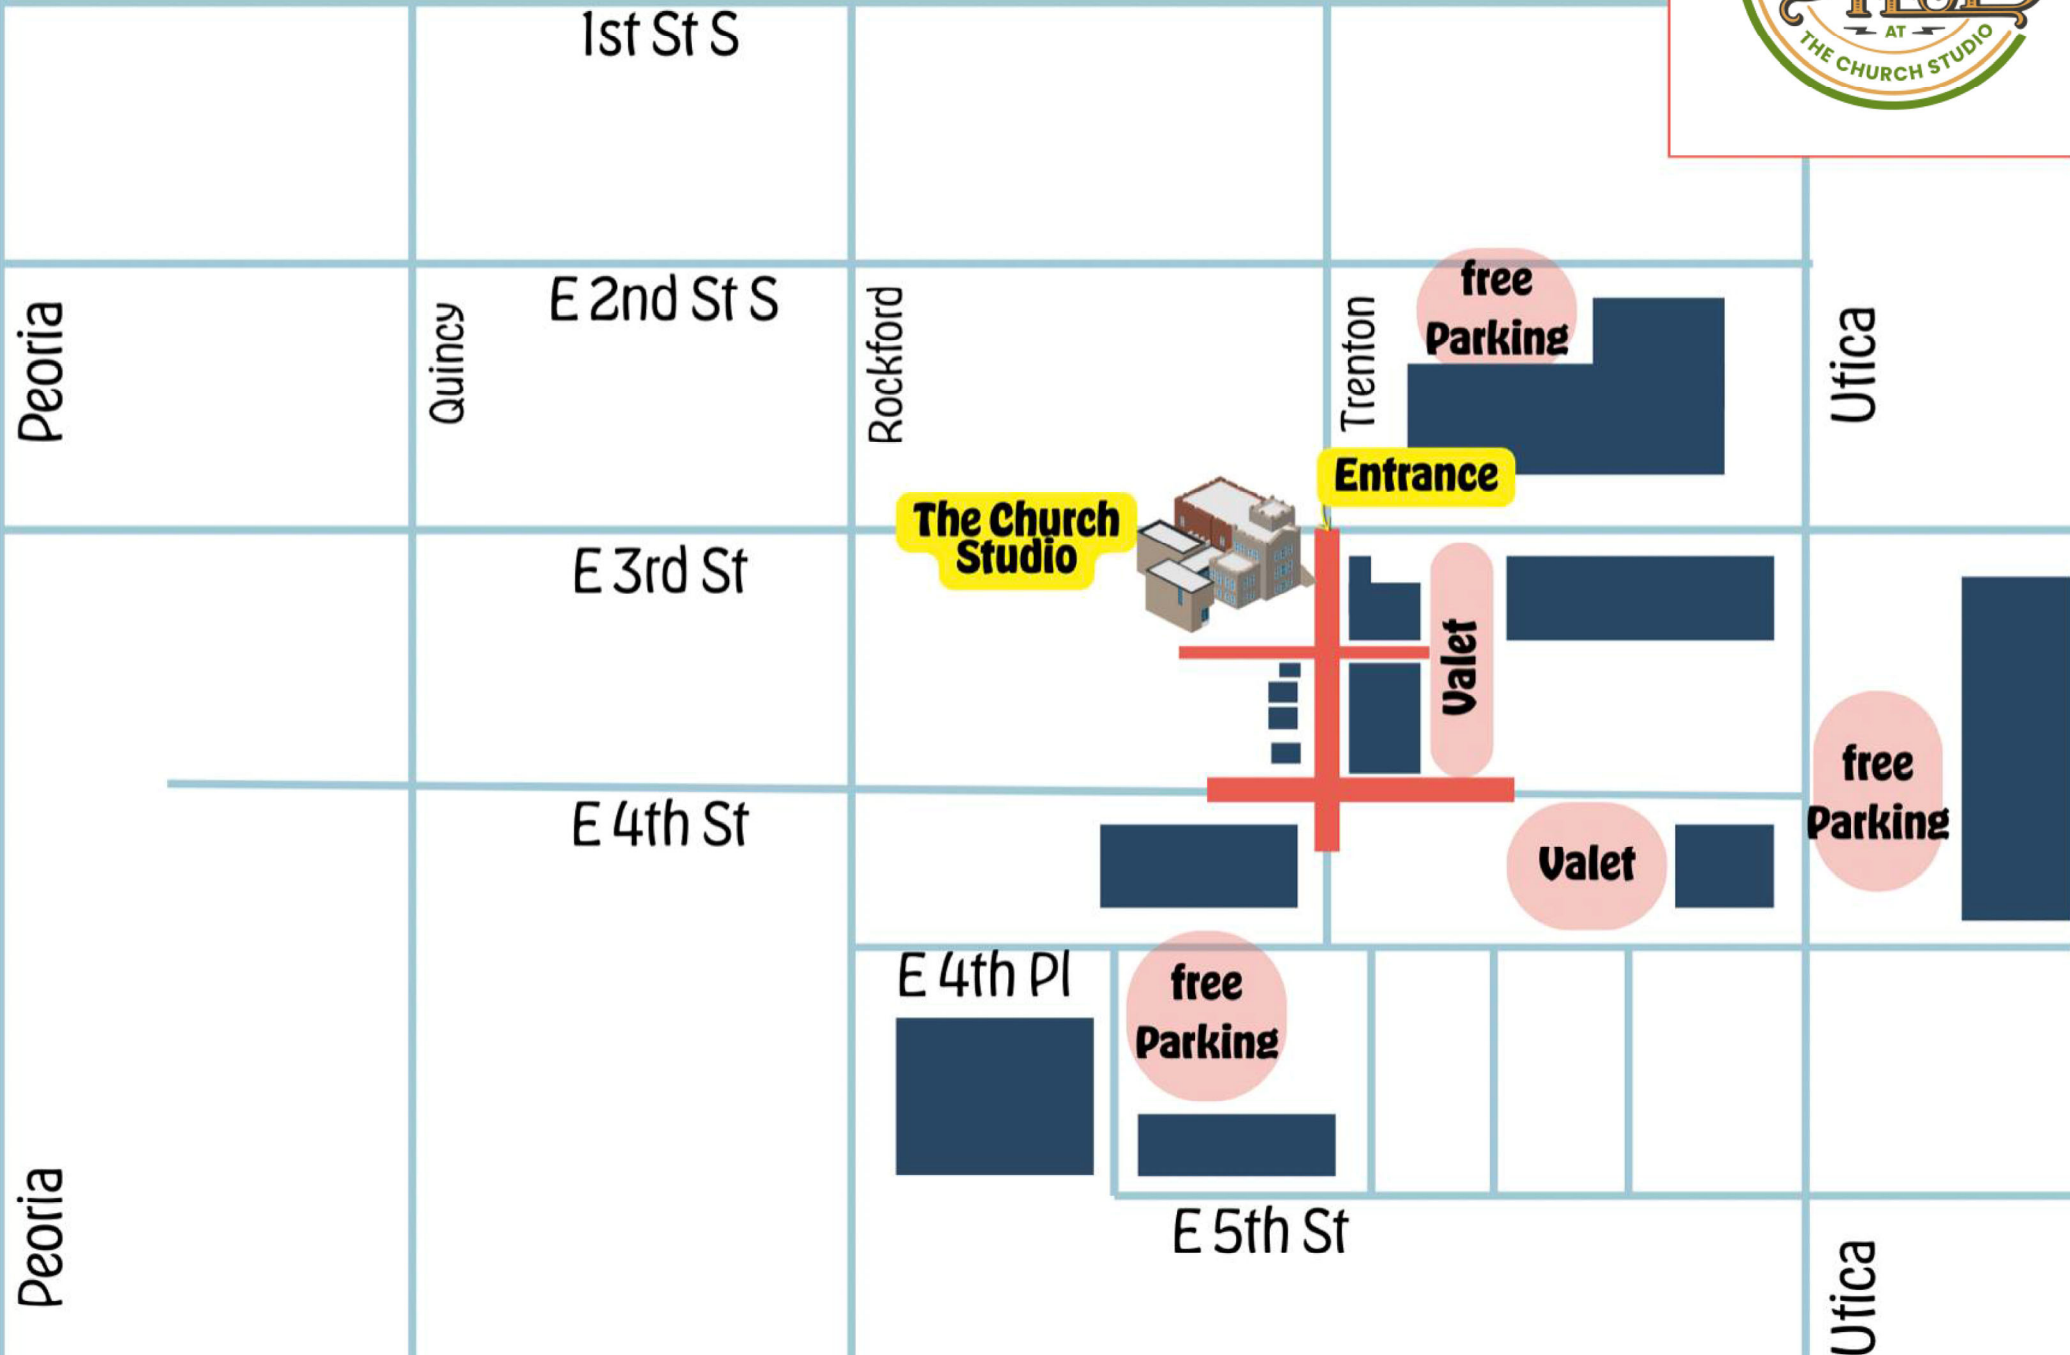 1st St S
AT
THE CHURCH STUDIO
E 2nd St S
Peoria
Quincy
Rockford
Trenton
free
Parking
Utica
Entrance
The Church
Studio
E 3rd St
Valet
free
Parking
E 4th St
Valet
E 4th Pl
free
Parking
Peoria
E 5th St
Utica